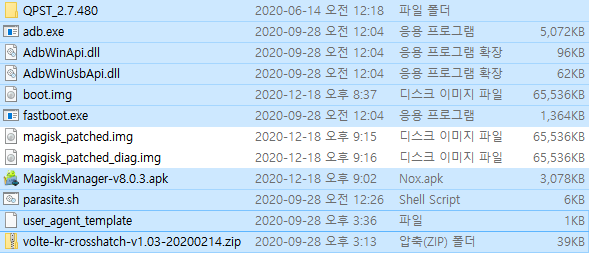 QPST_2.7.480 2020-06-14 오전 12:18 파일 폴더
adb.exe 2020-09-28 오전 12:04 응용 프로그램 5,072KB
AdbWinApi.dll 2020-09-28 오전 12:04 응용 프로그램 확장 96KB
AdbWinUsbApi.dll 2020-09-28 오전 12:04 응용 프로그램 확장 62KB
boot.img 2020-12-18 오후 8:37 디스크 이미지 파일 65,536KB
fastboot.exe 2020-09-28 오전 12:04 응용 프로그램 1,364KB
magisk_patched.img 2020-12-18 오후 9:15 디스크 이미지 파일 65,536KB
magisk_patched_diag.img 2020-12-18 오후 9:16 디스크 이미지 파일 65,536KB
MagiskManager-v8.0.3.apk 2020-12-18 오후 9:02 Nox.apk 3,078KB
parasite.sh 2020-09-28 오전 12:26 Shell Script 6KB
user_agent_template 2020-09-28 오후 3:36 파일 1KB
volte-kr-crosshatch-v1.03-20200214.zip 2020-09-28 오후 3:13 압축(ZIP) 폴더 39KB